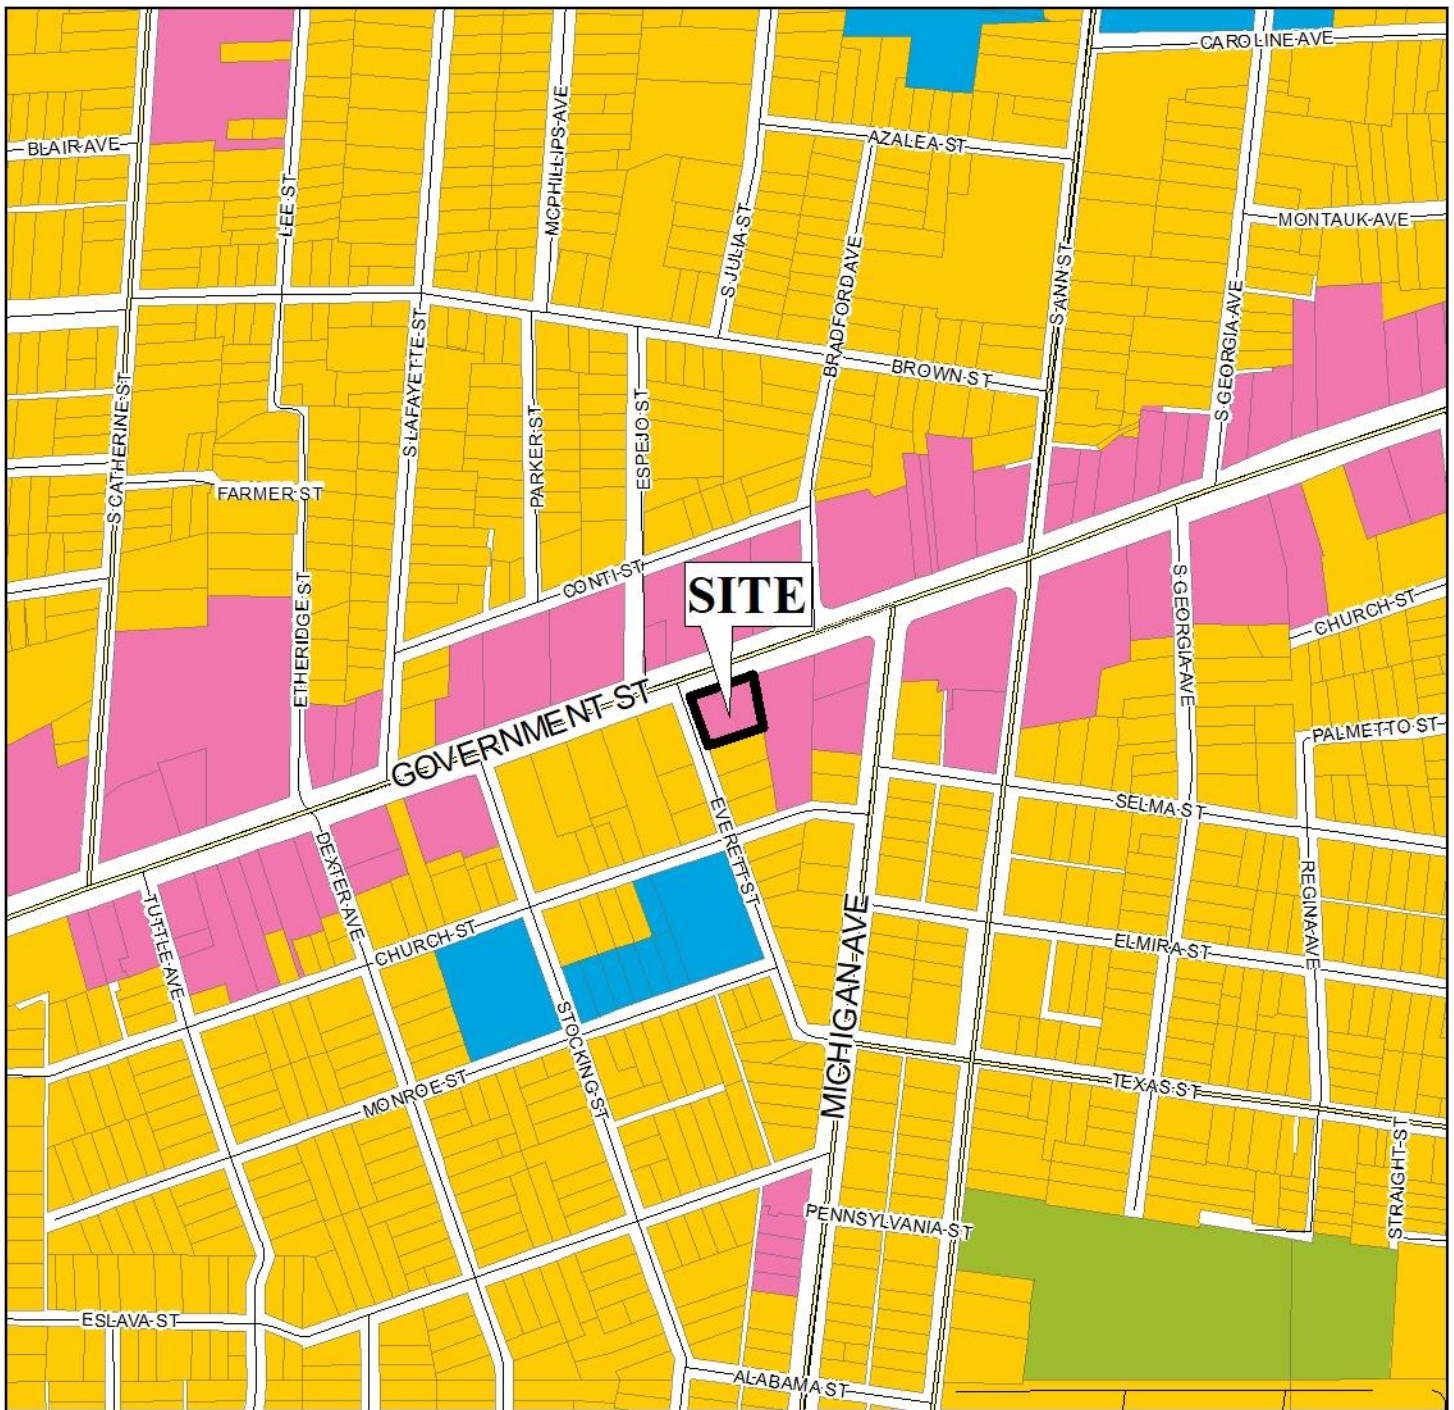 CAROLINE AVE
BLAIR AVE
MCPHILLIPS AVE
AZALEA ST
LEE ST
MONTAUK AVE
S JULIA ST
BRADFORD AVE
S ANN ST
S GEORGIA AVE
S LAFAYETTE ST
BROWN ST
S CATHERINE ST
PARKER ST
ESPEJO ST
FARMER ST
CONTI ST
SITE
ETHERIDGE ST
S GEORGIA AVE
CHURCH ST
GOVERNMENT ST
PALMETTO ST
EVERETT ST
SELMA ST
DEXTER AVE
REGINA AVE
TUTTLE AVE
CHURCH ST
MICHIGAN AVE
ELMIRA ST
STOCKING ST
MONROE ST
TEXAS ST
STRAIGHT ST
PENNSYLVANIA ST
ESLAVA ST
ALABAMA ST